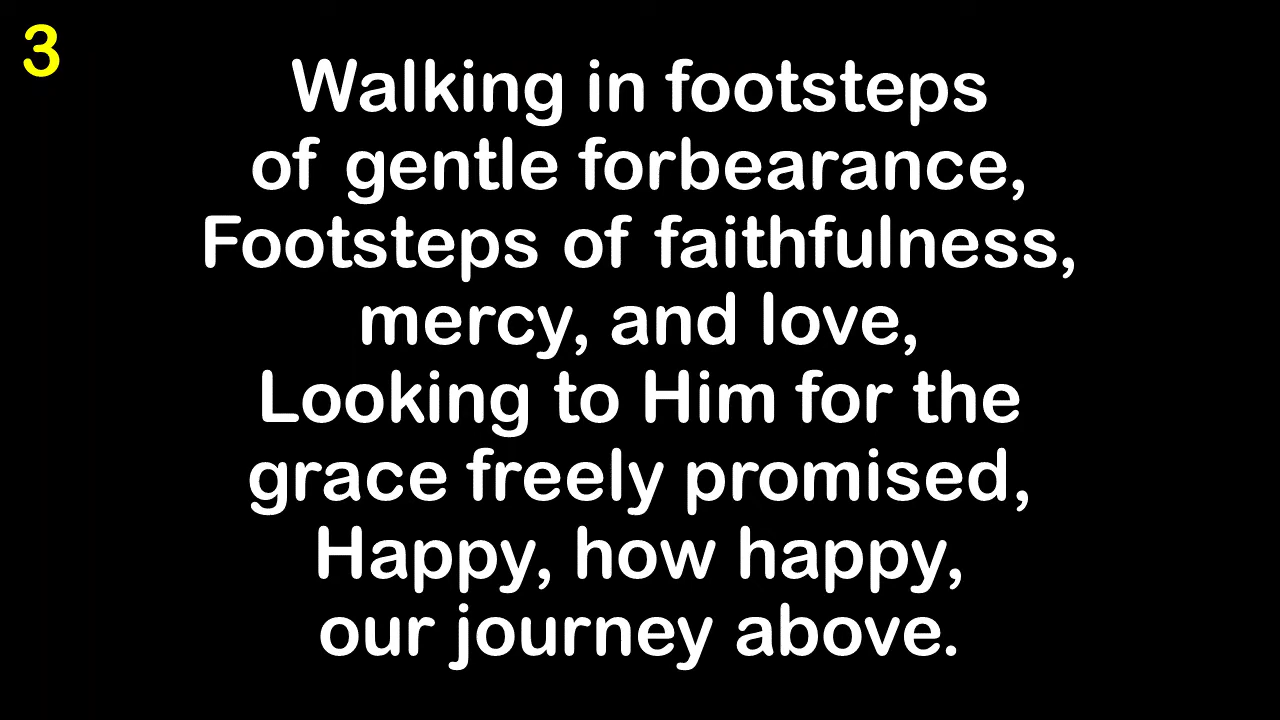 3
Walking in footsteps
of gentle forbearance,
Footsteps of faithfulness,
mercy, and love,
Looking to Him for the
grace freely promised,
Happy, how happy,
our journey above.